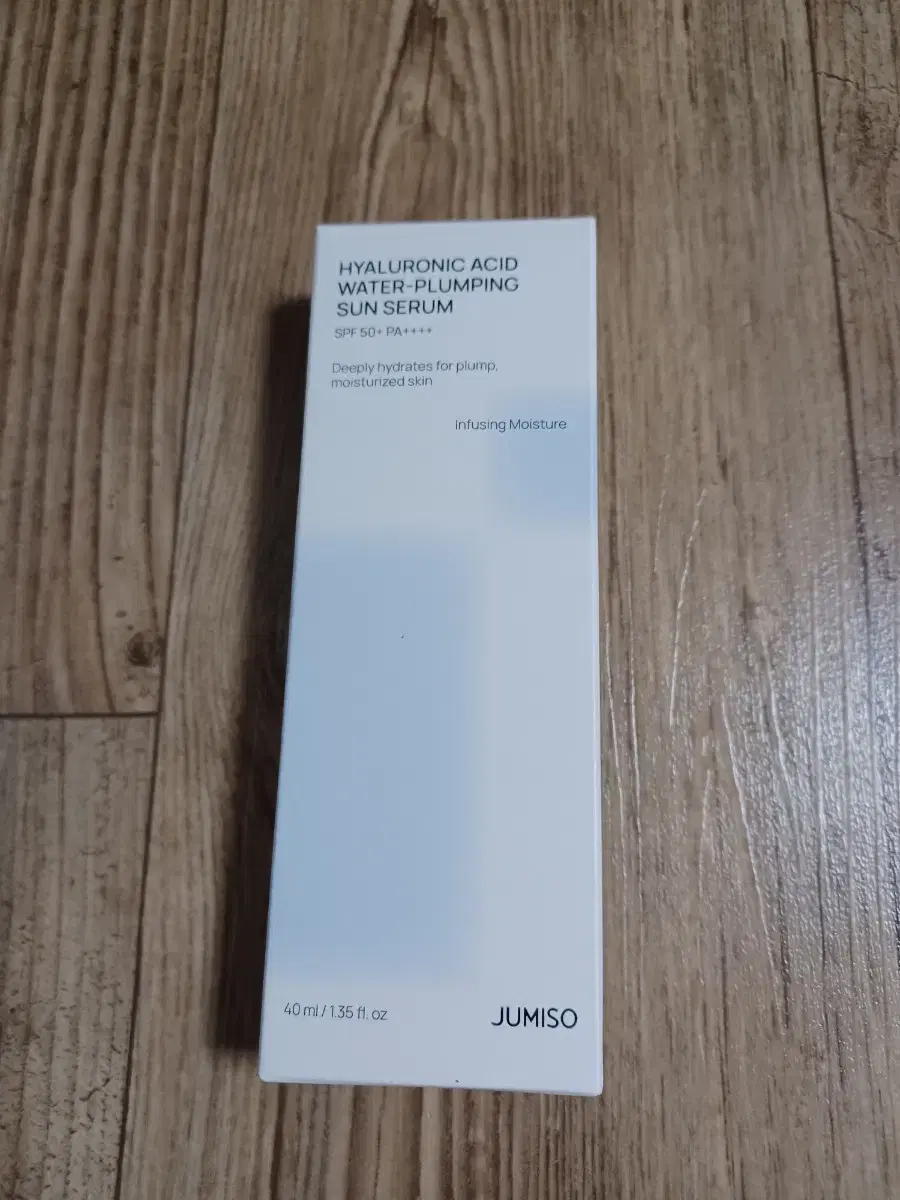 HYALURONIC ACID
WATER-PLUMPING
SUN SERUM
SPF 50+ PA++++
Deeply hydrates for plump,
moisturized skin
Infusing Moisture
40 ml / 1.35 fl. oz
JUMISO